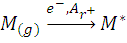 M(g) e⁻,Ar⁺ → M*